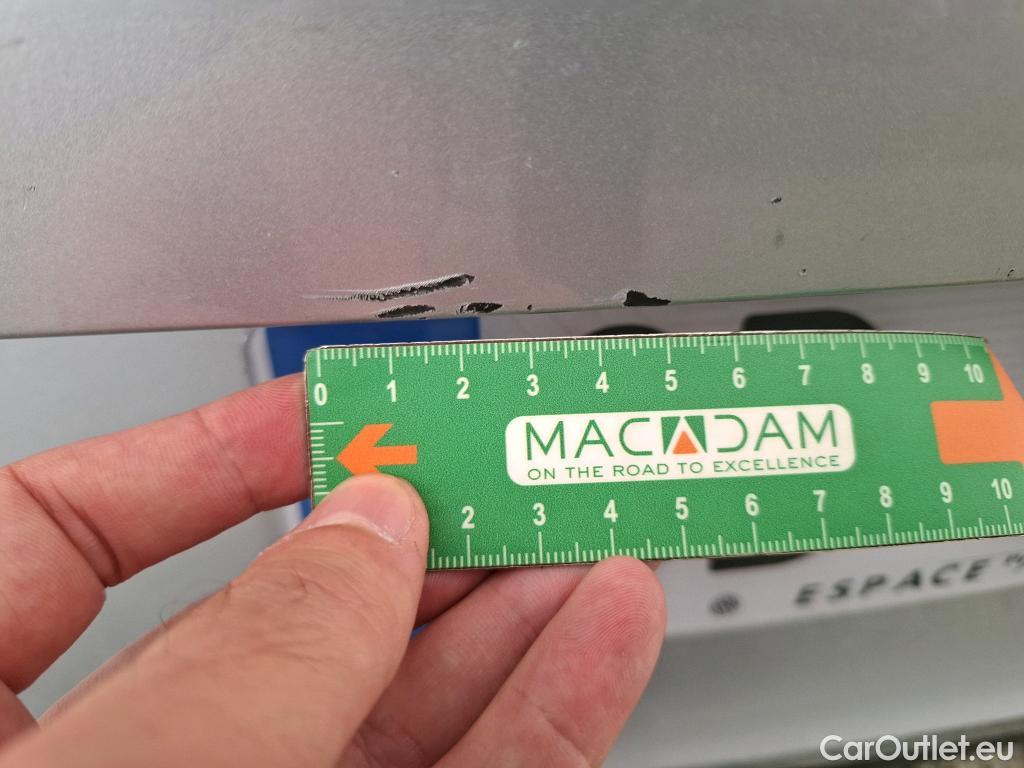 0 1 2 3 4 5 6 7 8 9 10
MACADAM
ON THE ROAD TO EXCELLENCE
2 3 4 5 6 7 8 9 10
ESPACE
CarOutlet.eu